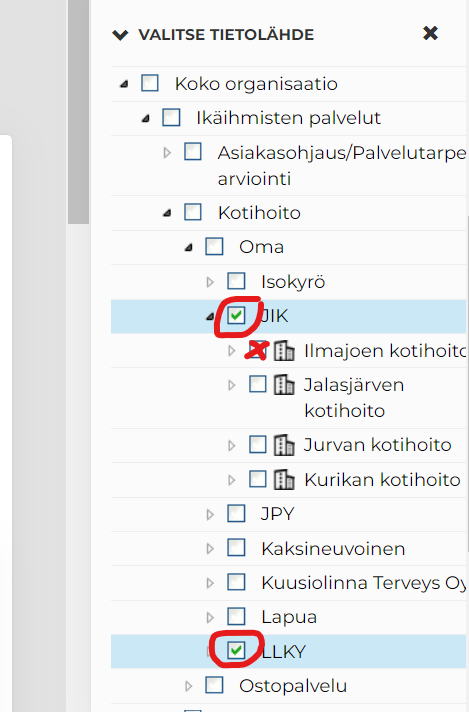 VALITSE TIETOLÄHDE
Koko organisaatio
Ikäihmisten palvelut
Asiakasohjaus/Palvelutarpe
arviointi
Kotihoito
Oma
Isokyrö
JIK
Ilmajoen kotihoito
Jalasjärven
kotihoito
Jurvan kotihoito
Kurikan kotihoito
JPY
Kaksineuvoinen
Kuusiolinna Terveys Oy
Lapua
LLKY
Ostopalvelu